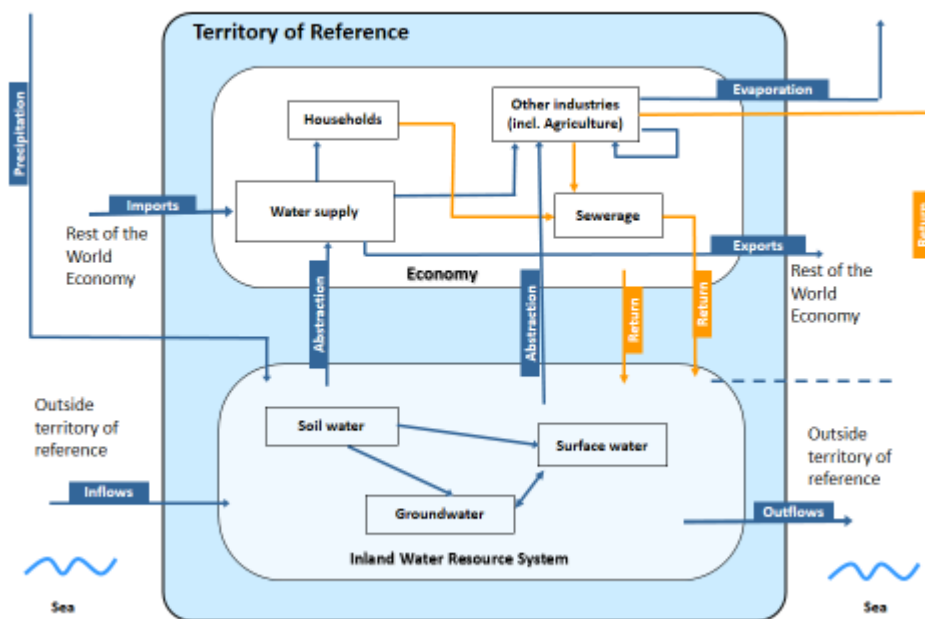 Territory of Reference
Precipitation
Evaporation
Other industries
(incl. Agriculture)
Households
Imports
Water supply
Sewerage
Return
Rest of the
World
Economy
Exports
Economy
Rest of the
World
Economy
Abstraction
Abstraction
Return
Return
Outside
territory of
reference
Soil water
Surface water
Outside
territory of
reference
Inflows
Groundwater
Outflows
Inland Water Resource System
Sea
Sea